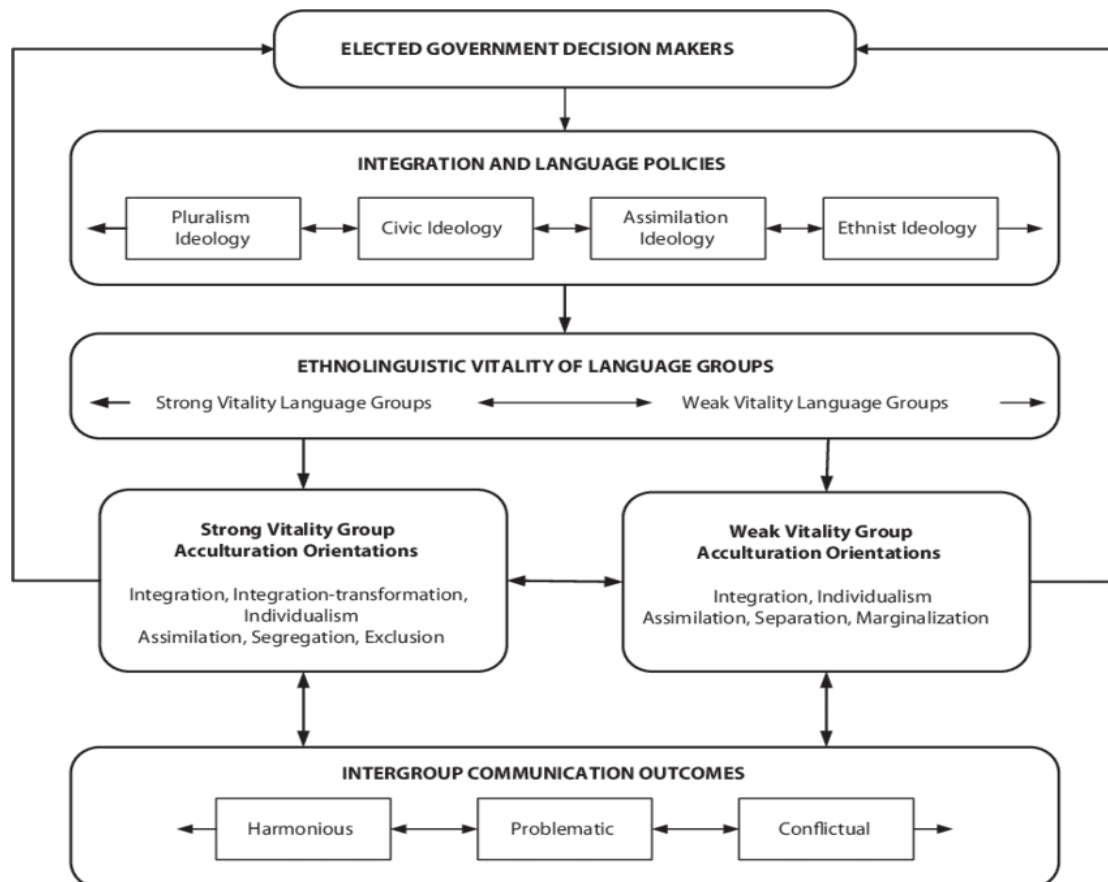 ELECTED GOVERNMENT DECISION MAKERS
INTEGRATION AND LANGUAGE POLICIES
Pluralism
Ideology
Civic Ideology
Assimilation
Ideology
Ethnist Ideology
ETHNOLINGUISTIC VITALITY OF LANGUAGE GROUPS
Strong Vitality Language Groups
Weak Vitality Language Groups
Strong Vitality Group
Acculturation Orientations
Integration, Integration-transformation,
Individualism
Assimilation, Segregation, Exclusion
Weak Vitality Group
Acculturation Orientations
Integration, Individualism
Assimilation, Separation, Marginalization
INTERGROUP COMMUNICATION OUTCOMES
Harmonious
Problematic
Conflictual